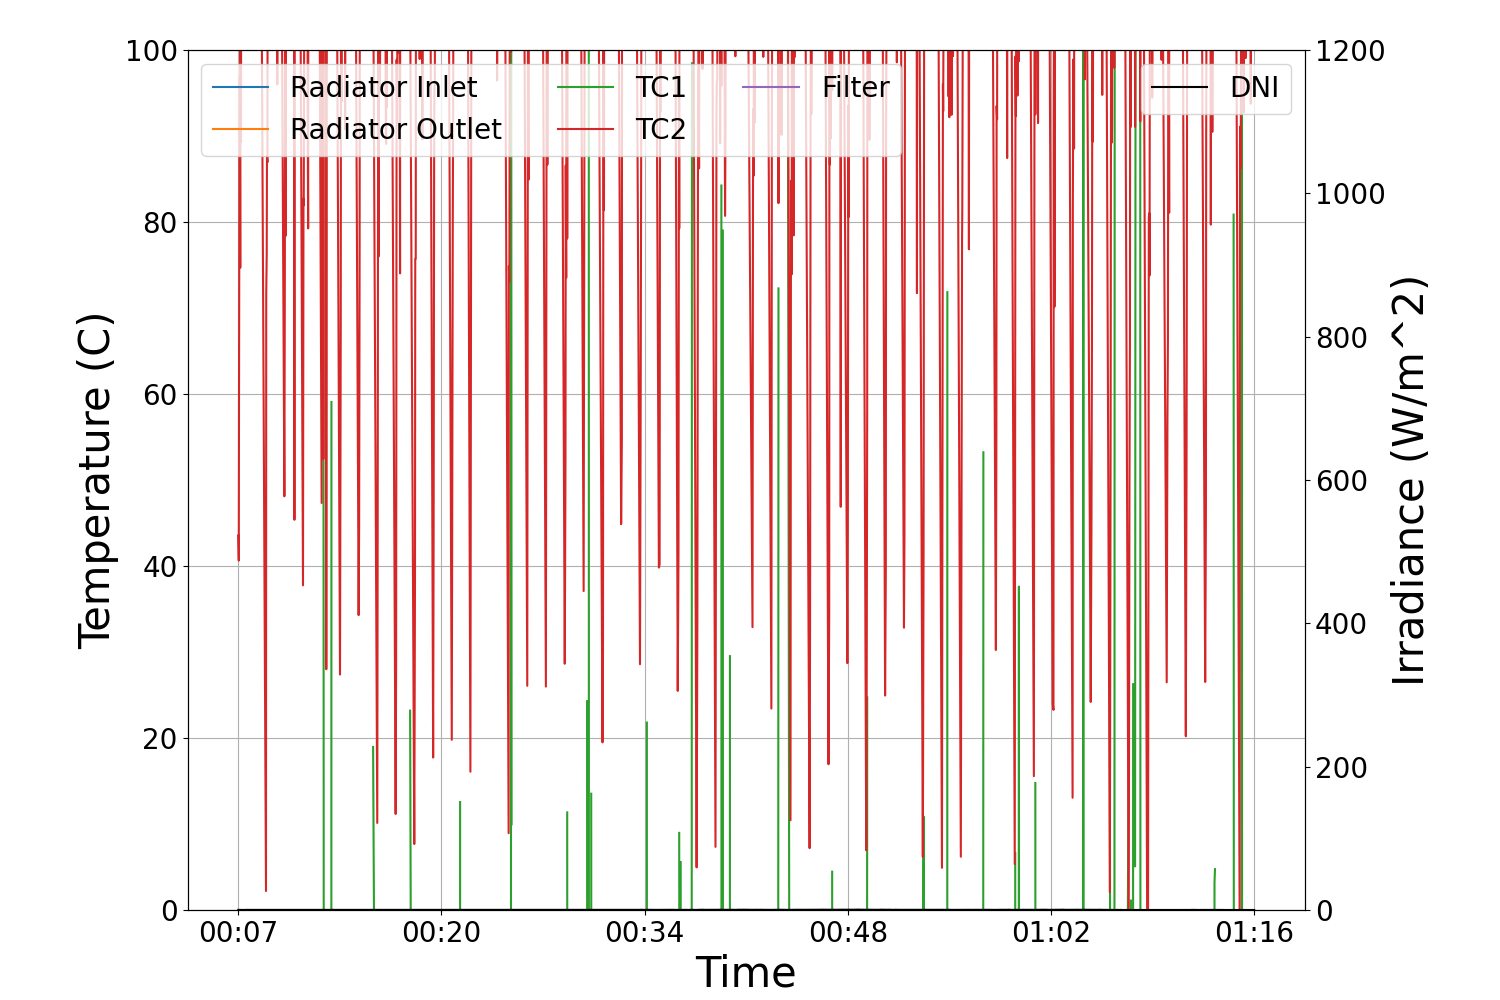 100
80
60
40
20
0
Temperature (C)
Radiator Inlet
Radiator Outlet
TC1
TC2
Filter
DNI
1200
1000
800
600
400
200
0
Irradiance (W/m^2)
00:07
00:20
00:34
00:48
01:02
01:16
Time